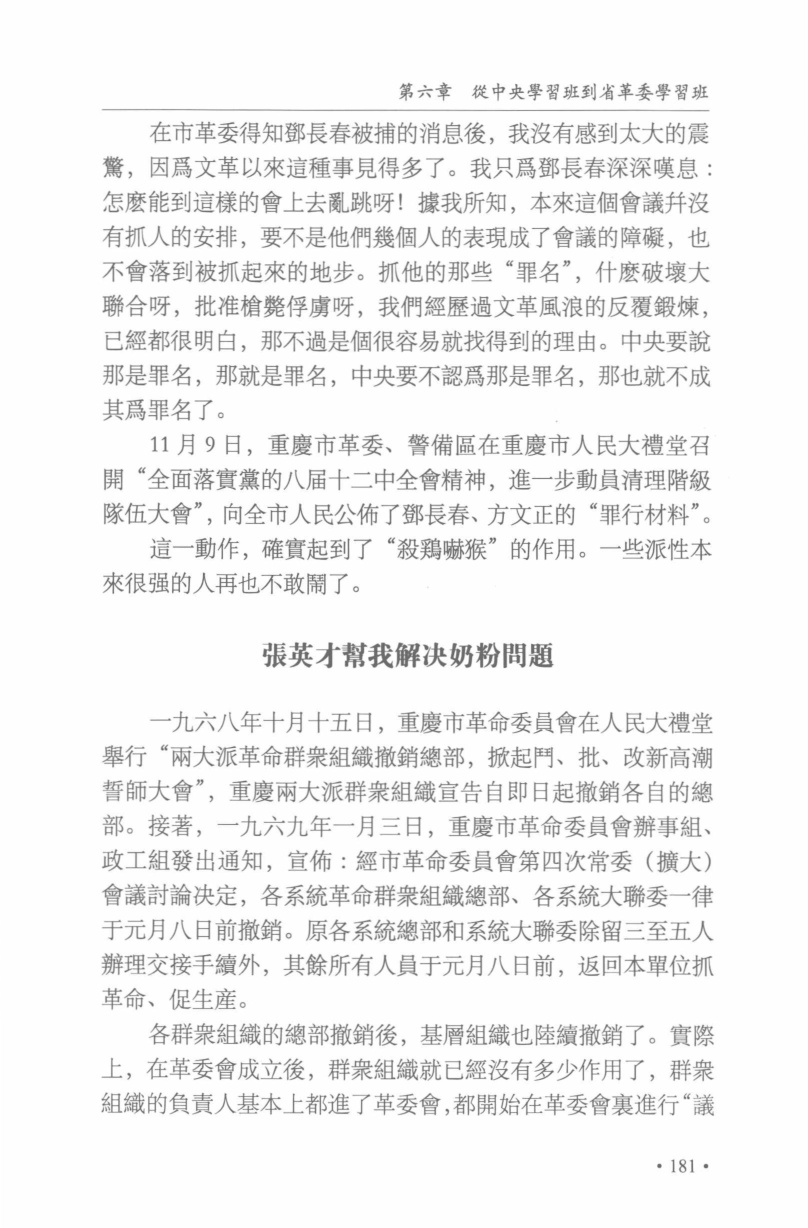 第六章　從中央學習班到省革委學習班
在市革委得知鄧長春被捕的消息後，我沒有感到太大的震
驚，因爲文革以來這種事見得多了。我只爲鄧長春深深嘆息：
怎麽能到這樣的會上去亂跳呀！據我所知，本來這個會議幷沒
有抓人的安排，要不是他們幾個人的表現成了會議的障礙，也
不會落到被抓起來的地步。抓他的那些“罪名”，什麽破壞大
聯合呀，批准槍斃俘虜呀，我們經歷過文革風浪的反覆鍛煉，
已經都很明白，那不過是個很容易就找得到的理由。中央要說
那是罪名，那就是罪名，中央要不認爲那是罪名，那也就不成
其爲罪名了。
11 月 9 日，重慶市革委、警備區在重慶市人民大禮堂召
開“全面落實黨的八届十二中全會精神，進一步動員清理階級
隊伍大會”，向全市人民公佈了鄧長春、方文正的“罪行材料”。
這一動作，確實起到了“殺鷄嚇猴”的作用。一些派性本
來很强的人再也不敢鬧了。
張英才幫我解决奶粉問題
一九六八年十月十五日，重慶市革命委員會在人民大禮堂
舉行“兩大派革命群衆組織撤銷總部，掀起鬥、批、改新高潮
誓師大會”，重慶兩大派群衆組織宣告自即日起撤銷各自的總
部。接著，一九六九年一月三日，重慶市革命委員會辦事組、
政工組發出通知，宣佈：經市革命委員會第四次常委（擴大）
會議討論决定，各系統革命群衆組織總部、各系統大聯委一律
于元月八日前撤銷。原各系統總部和系統大聯委除留三至五人
辦理交接手續外，其餘所有人員于元月八日前，返回本單位抓
革命、促生産。
各群衆組織的總部撤銷後，基層組織也陸續撤銷了。實際
上，在革委會成立後，群衆組織就已經沒有多少作用了，群衆
組織的負責人基本上都進了革委會，都開始在革委會裏進行“議
• 181 •